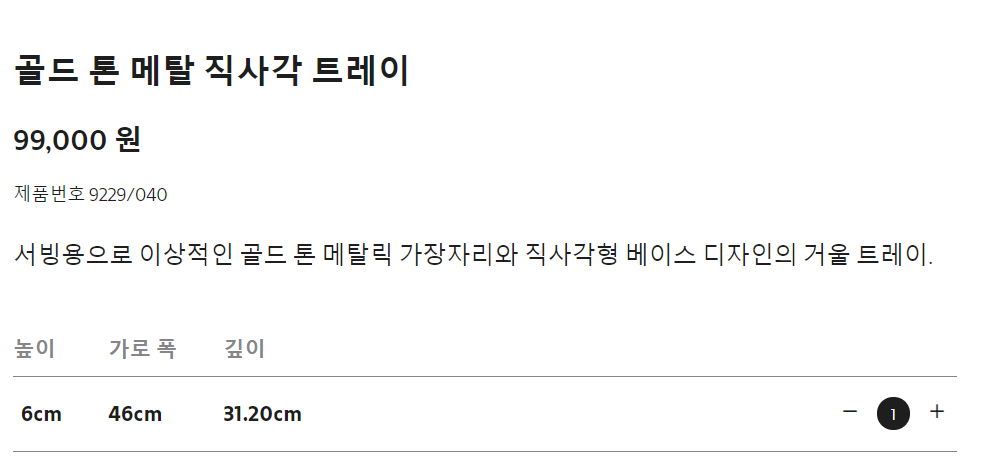 골드 톤 메탈 직사각 트레이
99,000 원
제품번호 9229/040
서빙용으로 이상적인 골드 톤 메탈릭 가장자리와 직사각형 베이스 디자인의 거울 트레이.
높이 가로 폭 깊이
6cm 46cm 31.20cm − 1 +